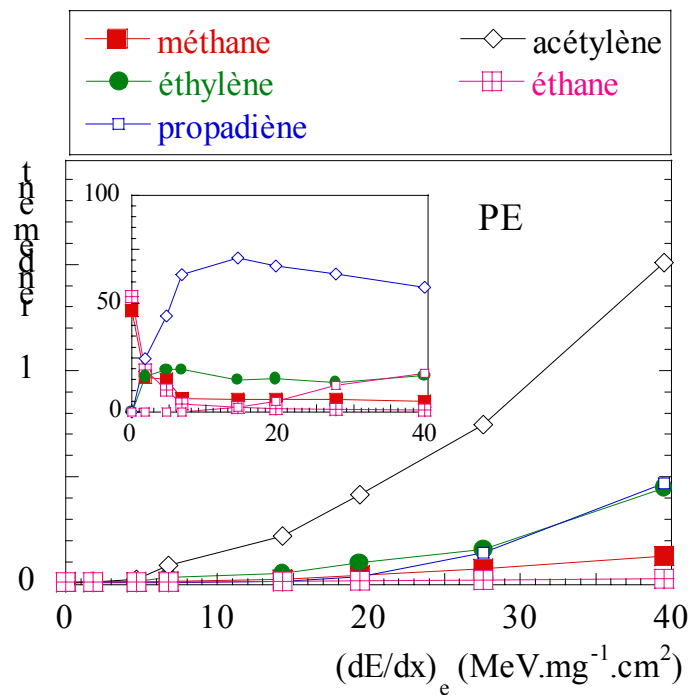 méthane
acétylène
éthylène
éthane
propadiène
rendement
PE
100
50
0
0 20 40
1
0
0 10 20 30 40
(dE/dx)e (MeV.mg-1.cm2)